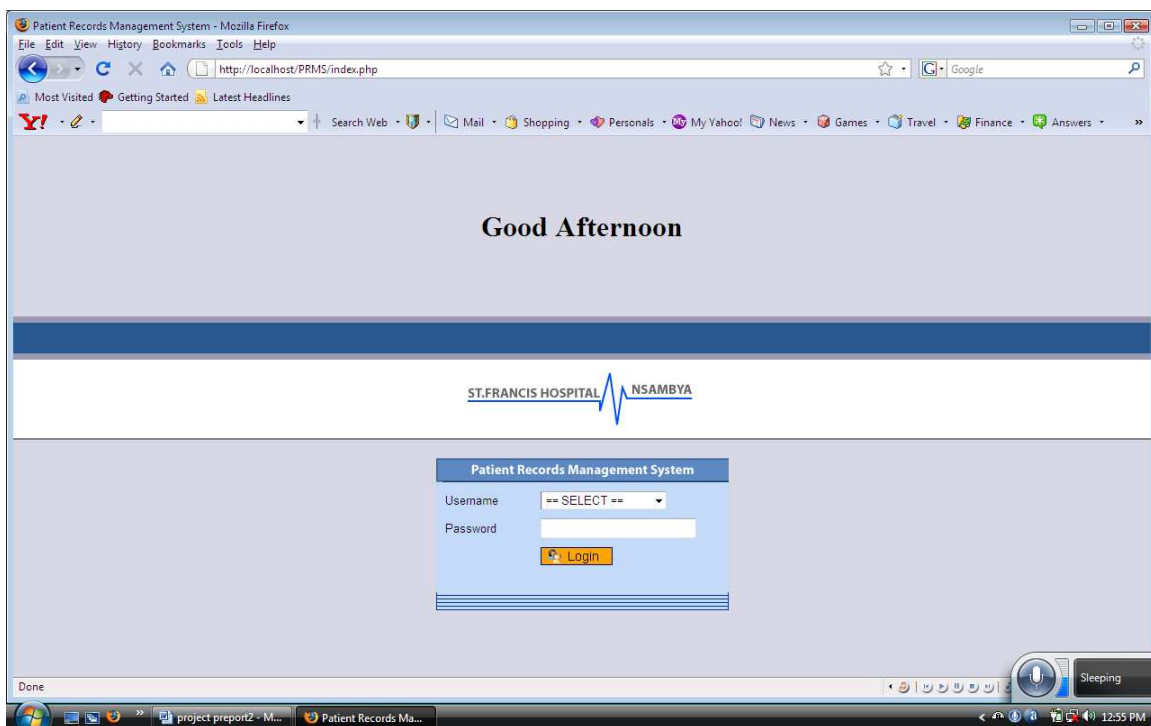 Patient Records Management System - Mozilla Firefox
File Edit View History Bookmarks Tools Help
http://localhost/PRMS/index.php
G Google
Most Visited Getting Started Latest Headlines
Y! Search Web Mail Shopping Personals My My Yahoo! News Games Travel Finance Answers »
Good Afternoon
ST.FRANCIS HOSPITAL NSAMBYA
Patient Records Management System
Username == SELECT ==
Password
Login
Done
Sleeping
» project preport2 - M... Patient Records Ma... 12:55 PM